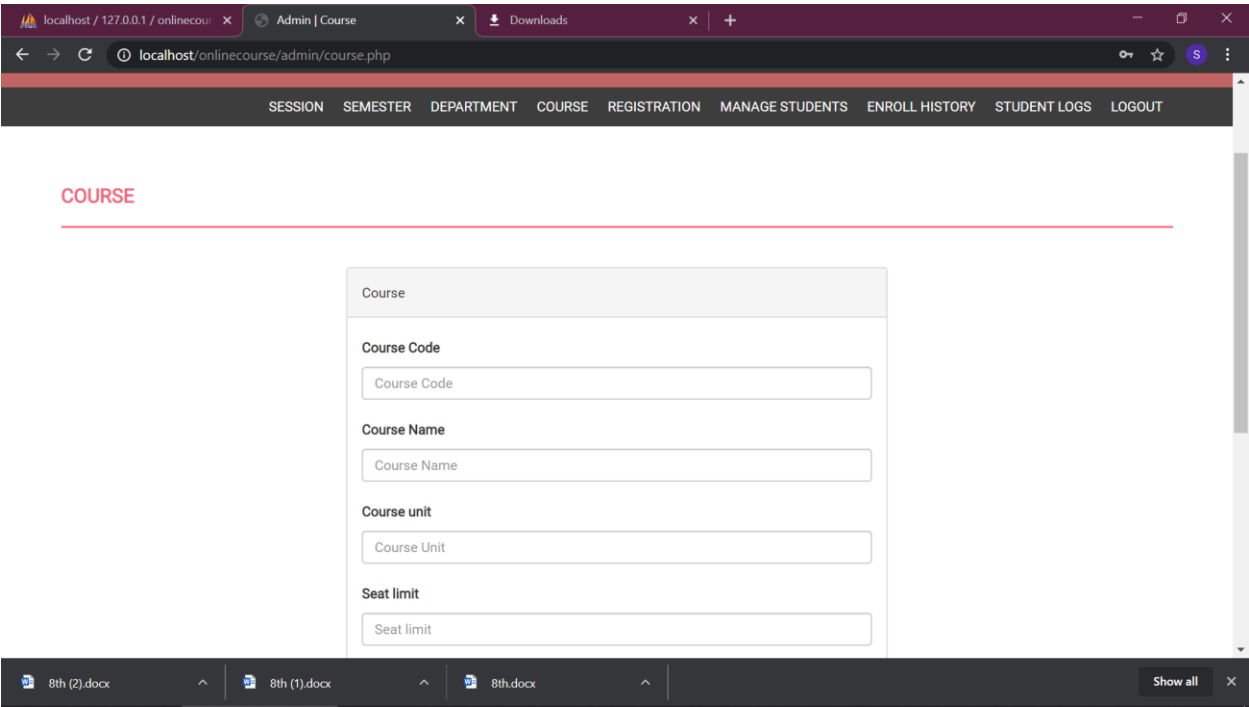 localhost / 127.0.0.1 / onlinecour
Admin | Course
Downloads
localhost/onlinecourse/admin/course.php
S
SESSION SEMESTER DEPARTMENT COURSE REGISTRATION MANAGE STUDENTS ENROLL HISTORY STUDENT LOGS LOGOUT
COURSE
Course
Course Code
Course Code
Course Name
Course Name
Course unit
Course Unit
Seat limit
Seat limit
8th (2).docx 8th (1).docx 8th.docx Show all